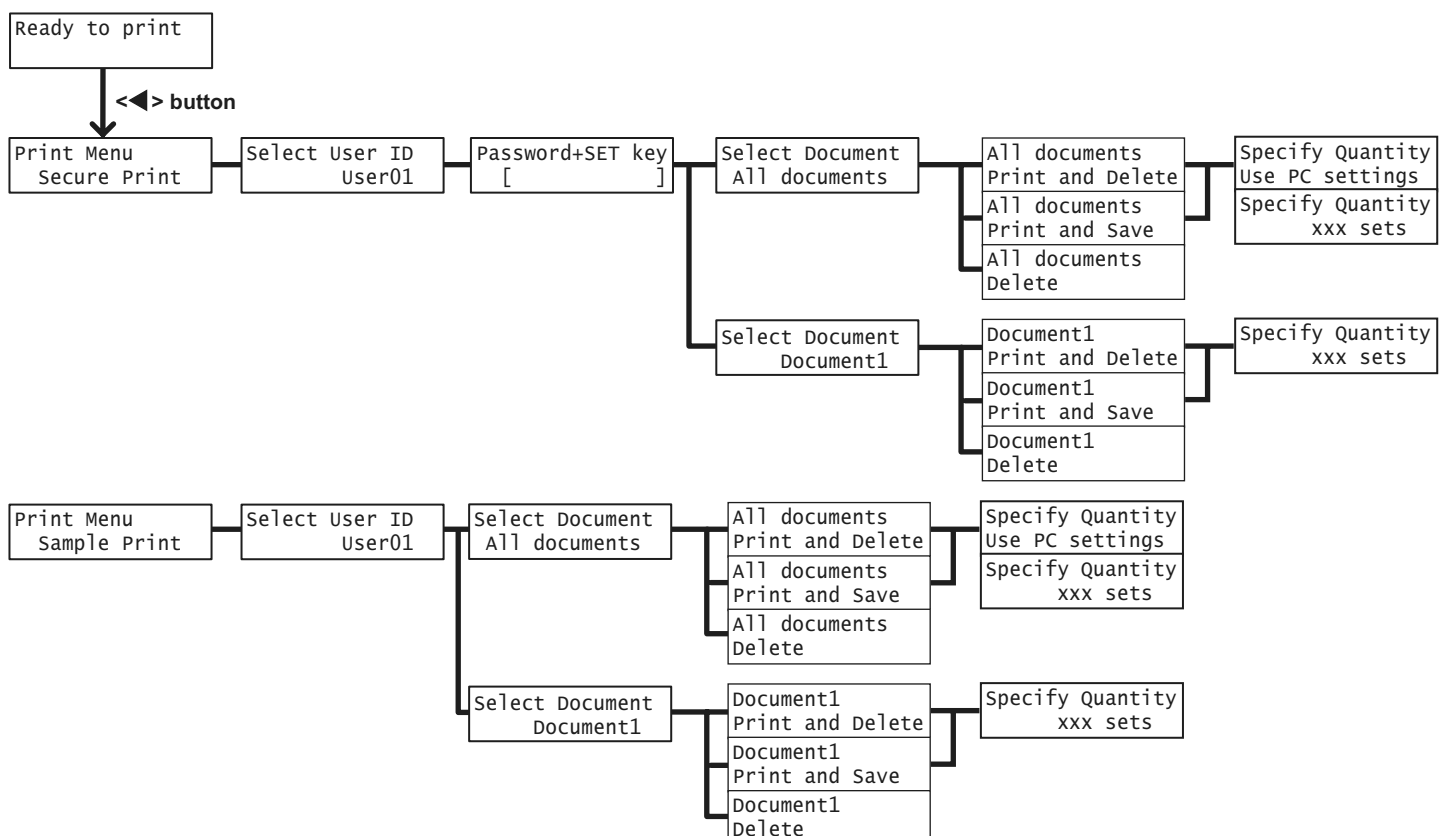 Ready to print
<◀> button
Print Menu
Secure Print
Select User ID
User01
Password+SET key
[ ]
Select Document
All documents
All documents
Print and Delete
All documents
Print and Save
All documents
Delete
Specify Quantity
Use PC settings
Specify Quantity
xxx sets
Select Document
Document1
Document1
Print and Delete
Document1
Print and Save
Document1
Delete
Specify Quantity
xxx sets
Print Menu
Sample Print
Select User ID
User01
Select Document
All documents
All documents
Print and Delete
All documents
Print and Save
All documents
Delete
Specify Quantity
Use PC settings
Specify Quantity
xxx sets
Select Document
Document1
Document1
Print and Delete
Document1
Print and Save
Document1
Delete
Specify Quantity
xxx sets